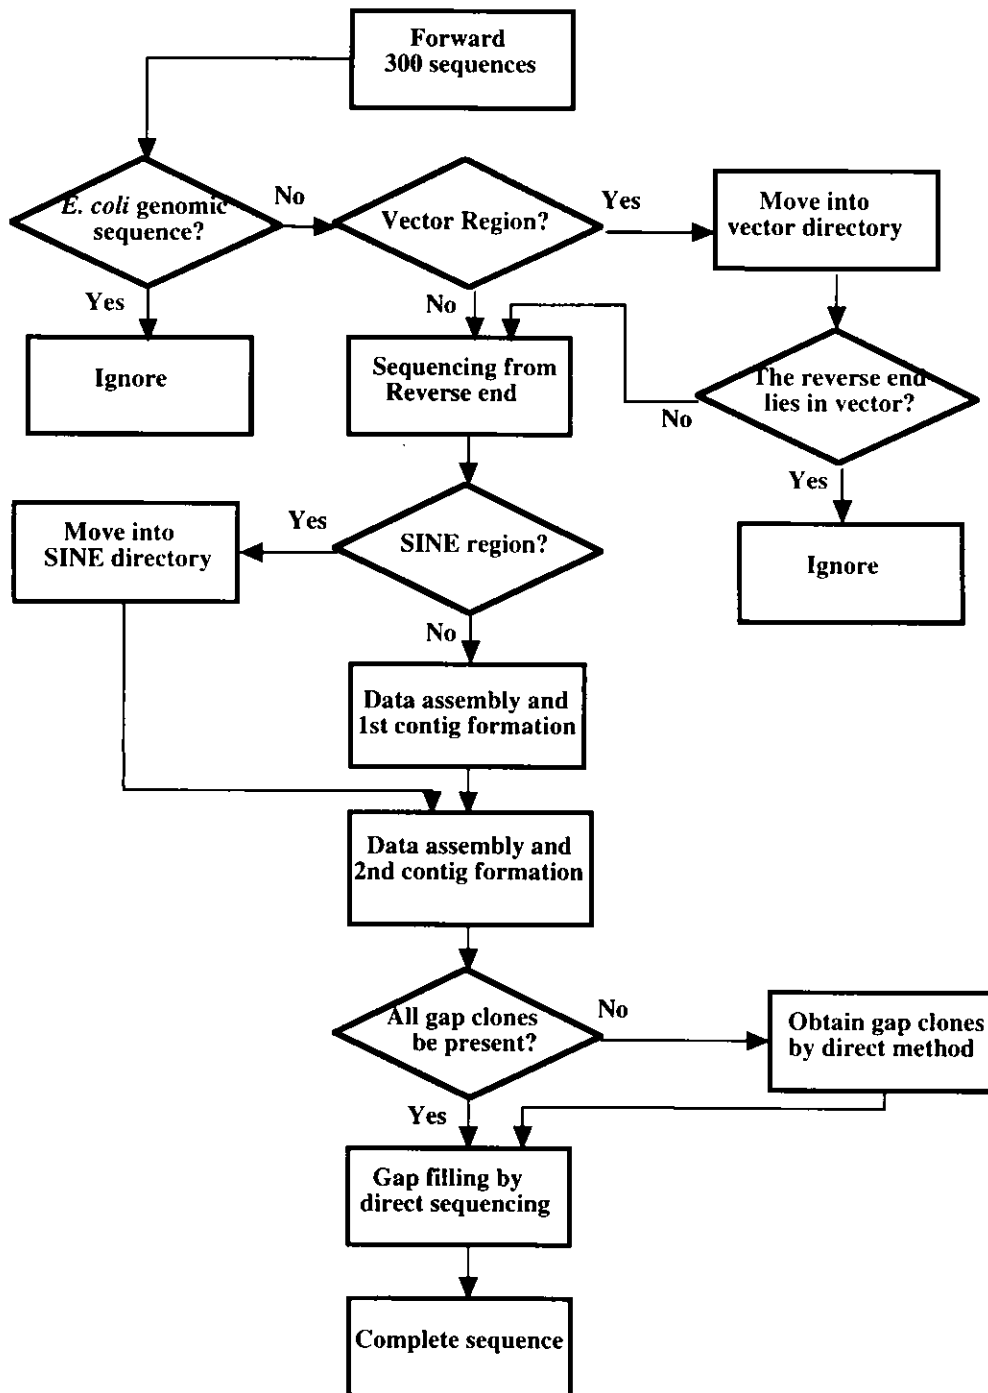 Forward
300 sequences
E. coli genomic
sequence?
No
Vector Region?
Yes
Move into
vector directory
Yes
Ignore
No
Sequencing from
Reverse end
No
The reverse end
lies in vector?
Yes
Ignore
Move into
SINE directory
Yes
SINE region?
No
Data assembly and
1st contig formation
Data assembly and
2nd contig formation
All gap clones
be present?
No
Obtain gap clones
by direct method
Yes
Gap filling by
direct sequencing
Complete sequence